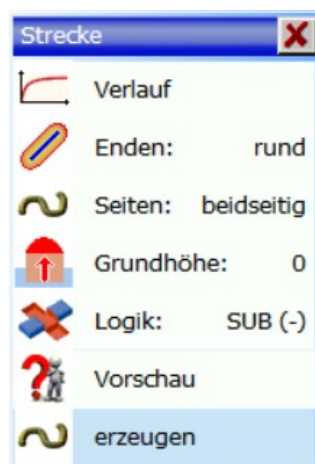 Strecke
Verlauf
Enden: rund
Seiten: beidseitig
Grundhöhe: 0
Logik: SUB (-)
Vorschau
erzeugen